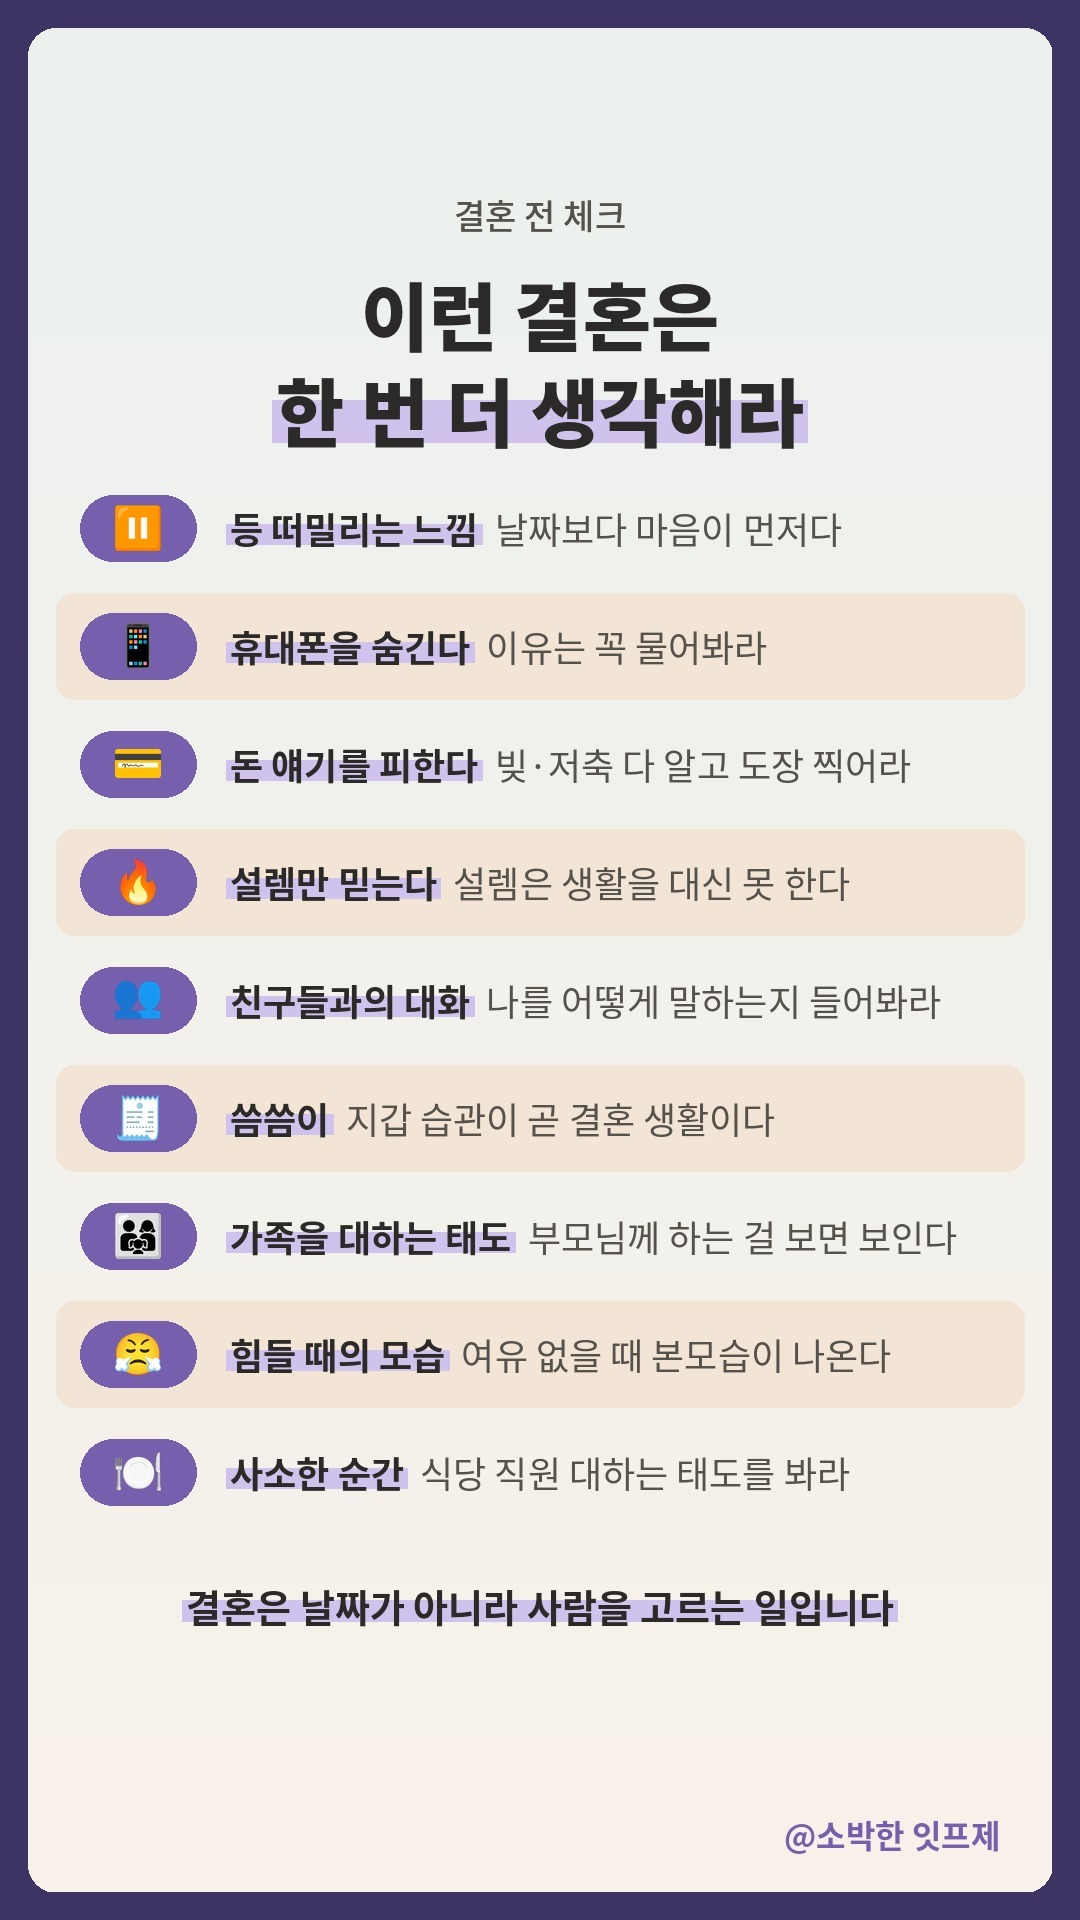 결혼 전 체크
이런 결혼은
한 번 더 생각해라
등 떠밀리는 느낌 날짜보다 마음이 먼저다
휴대폰을 숨긴다 이유는 꼭 물어봐라
돈 얘기를 피한다 빚·저축 다 알고 도장 찍어라
설렘만 믿는다 설렘은 생활을 대신 못 한다
친구들과의 대화 나를 어떻게 말하는지 들어봐라
씀씀이 지갑 습관이 곧 결혼 생활이다
가족을 대하는 태도 부모님께 하는 걸 보면 보인다
힘들 때의 모습 여유 없을 때 본모습이 나온다
사소한 순간 식당 직원 대하는 태도를 봐라
결혼은 날짜가 아니라 사람을 고르는 일입니다
@소박한 잇프제